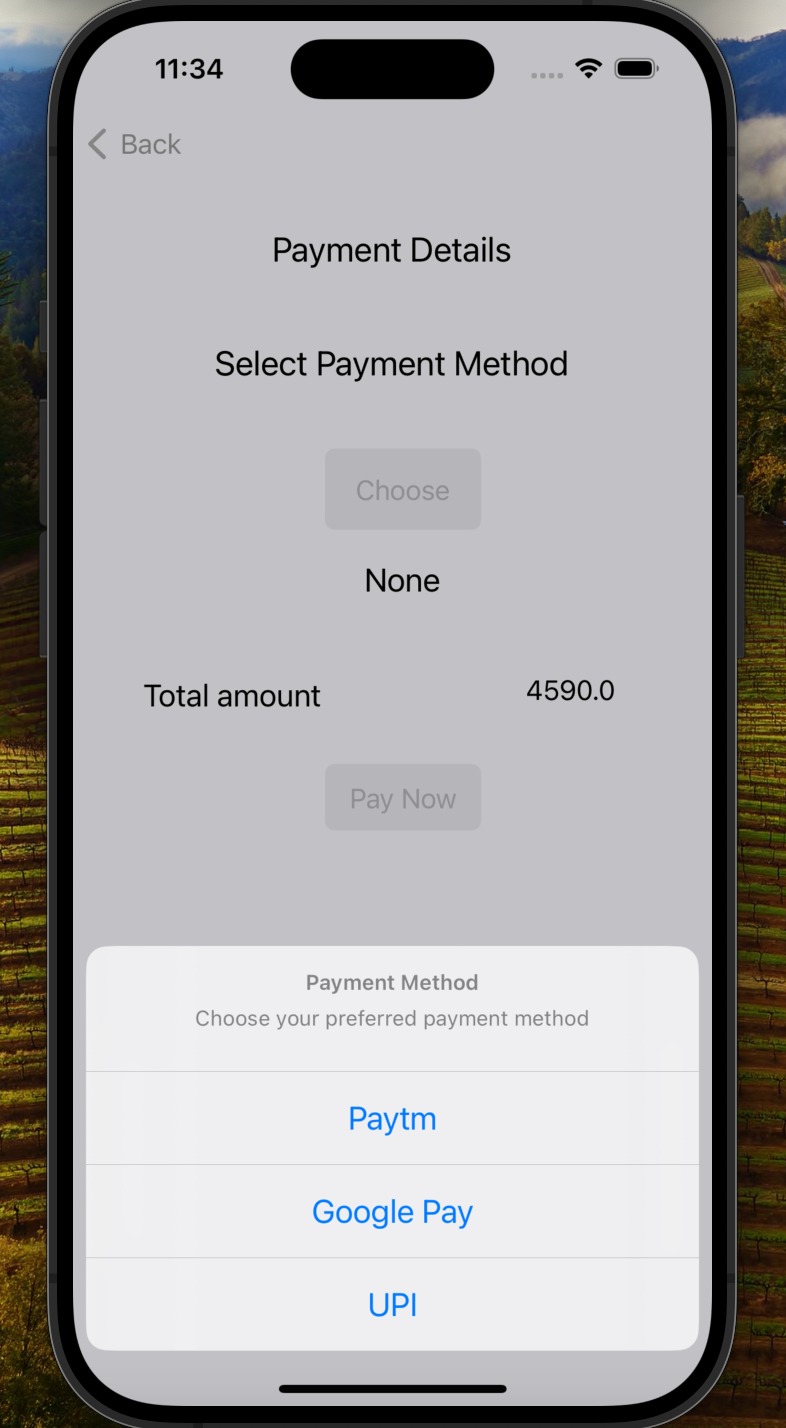 11:34
Back
Payment Details
Select Payment Method
Choose
None
Total amount 4590.0
Pay Now
Payment Method
Choose your preferred payment method
Paytm
Google Pay
UPI